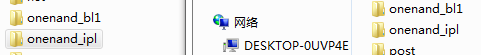 onenand_bl1
onenand_ipl
网络
DESKTOP-0UVP4E
onenand_bl1
onenand_ipl
post